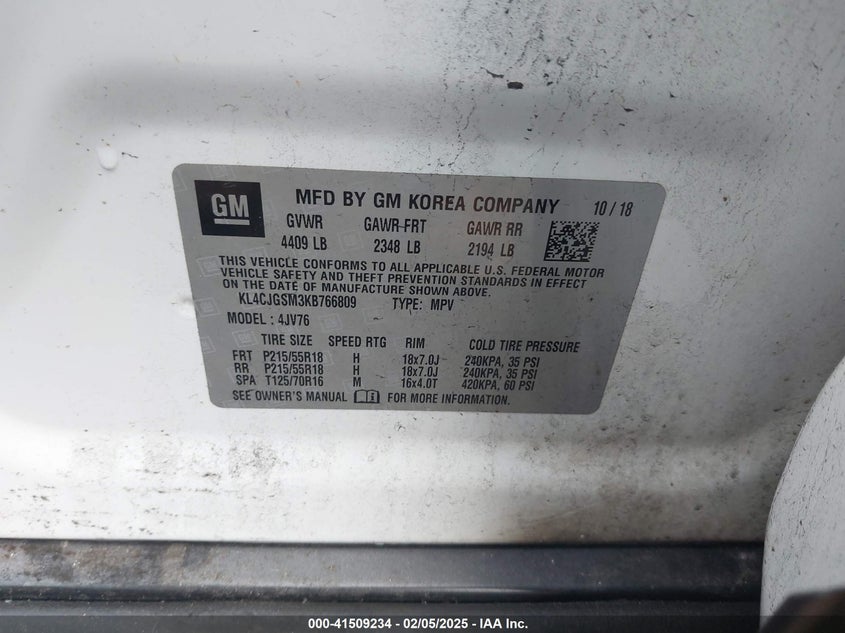 GM
MFD BY GM KOREA COMPANY 10 / 18
GVWR GAWR-FRT GAWR RR
4409 LB 2348 LB 2194 LB
THIS VEHICLE CONFORMS TO ALL APPLICABLE U.S. FEDERAL MOTOR
VEHICLE SAFETY AND THEFT PREVENTION STANDARDS IN EFFECT
ON THE DATE OF MANUFACTURE SHOWN ABOVE.
KL4CJGSM3KB766809 TYPE: MPV
MODEL : 4JV76
TIRE SIZE SPEED RTG RIM COLD TIRE PRESSURE
FRT P215/55R18 H 18x7.0J 240KPA, 35 PSI
RR P215/55R18 H 18x7.0J 240KPA, 35 PSI
SPA T125/70R16 M 16x4.0T 420KPA, 60 PSI
SEE OWNER'S MANUAL FOR MORE INFORMATION.
000-41509234 - 02/05/2025 - IAA Inc.